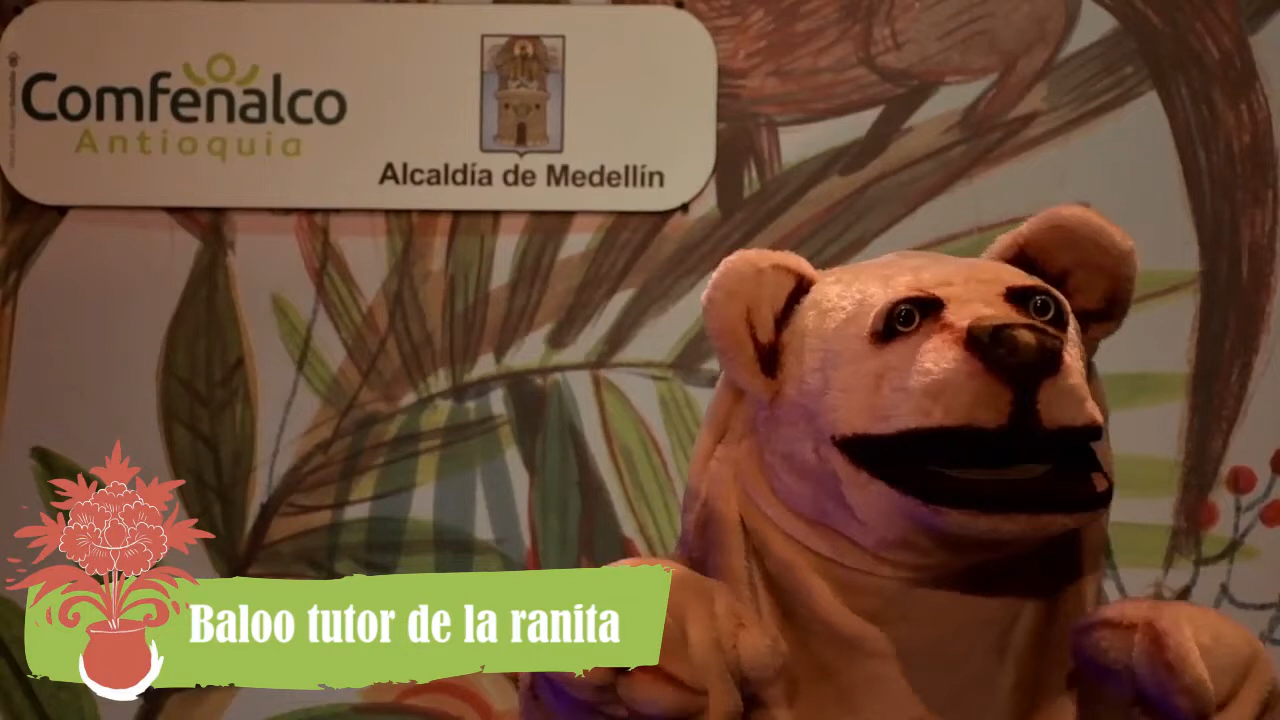 Comfenalco
Antioquia
Alcaldía de Medellín
Baloo tutor de la ranita